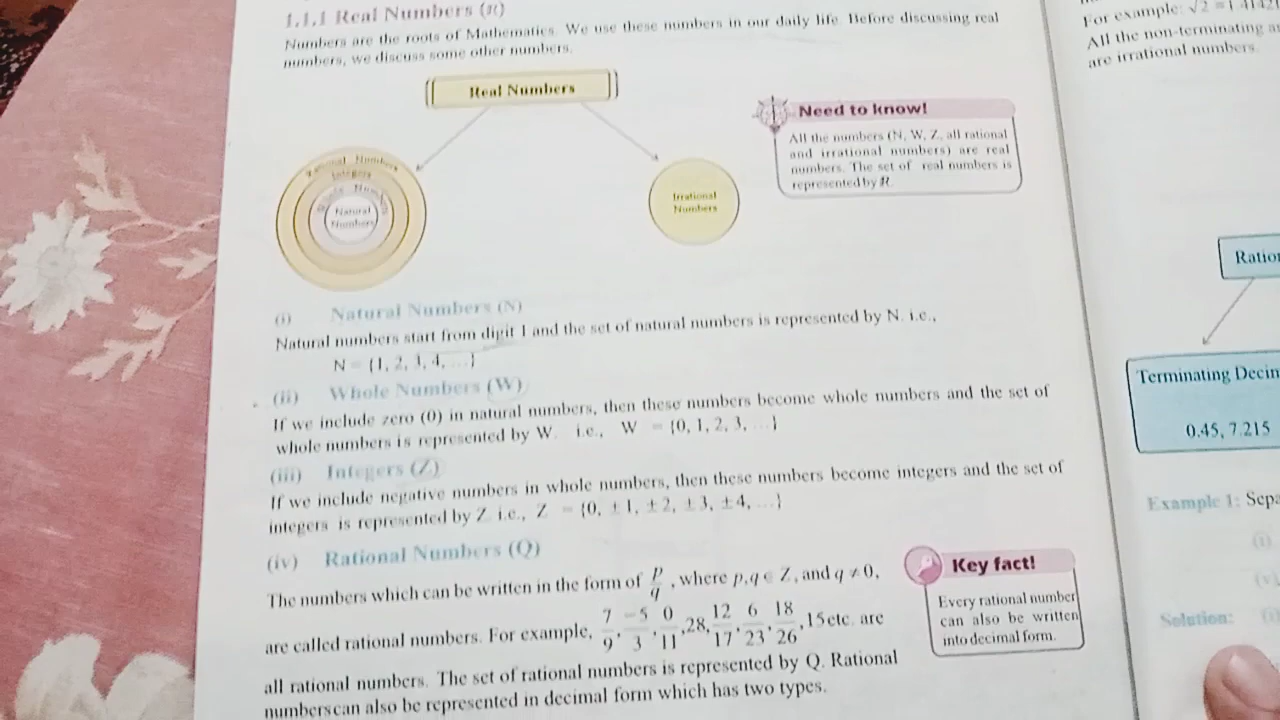 1.1.1 Real Numbers (R)
Numbers are the roots of Mathematics. We use these numbers in our daily life. Before discussing real
numbers, we discuss some other numbers.
Real Numbers
Numbers
Integers
Natural
Numbers
Irrational
Numbers
Need to know!
All the numbers (N, W, Z, all rational
and irrational numbers) are real
numbers. The set of real numbers is
represented by R.
(i) Natural Numbers (N)
Natural numbers start from digit 1 and the set of natural numbers is represented by N. i.e.,
N = {1, 2, 3, 4, ...}
(ii) Whole Numbers (W)
If we include zero (0) in natural numbers, then these numbers become whole numbers and the set of
whole numbers is represented by W. i.e., W = {0, 1, 2, 3, ...}
(iii) Integers (Z)
If we include negative numbers in whole numbers, then these numbers become integers and the set of
integers is represented by Z. i.e., Z = {0, ±1, ±2, ±3, ±4, ...}
(iv) Rational Numbers (Q)
The numbers which can be written in the form of p/q, where p,q ∈ Z, and q ≠ 0,
are called rational numbers. For example, 7/9, -5/3, 0/11, 28, 12/17, 6/23, 18/26, 15 etc. are
all rational numbers. The set of rational numbers is represented by Q. Rational
numbers can also be represented in decimal form which has two types.
Key fact!
Every rational number
can also be written
into decimal form.
For example: √2 = 1.4142
All the non-terminating
are irrational numbers.
Terminating
0.45, 7.215
Example 1:
(i)
Solution: